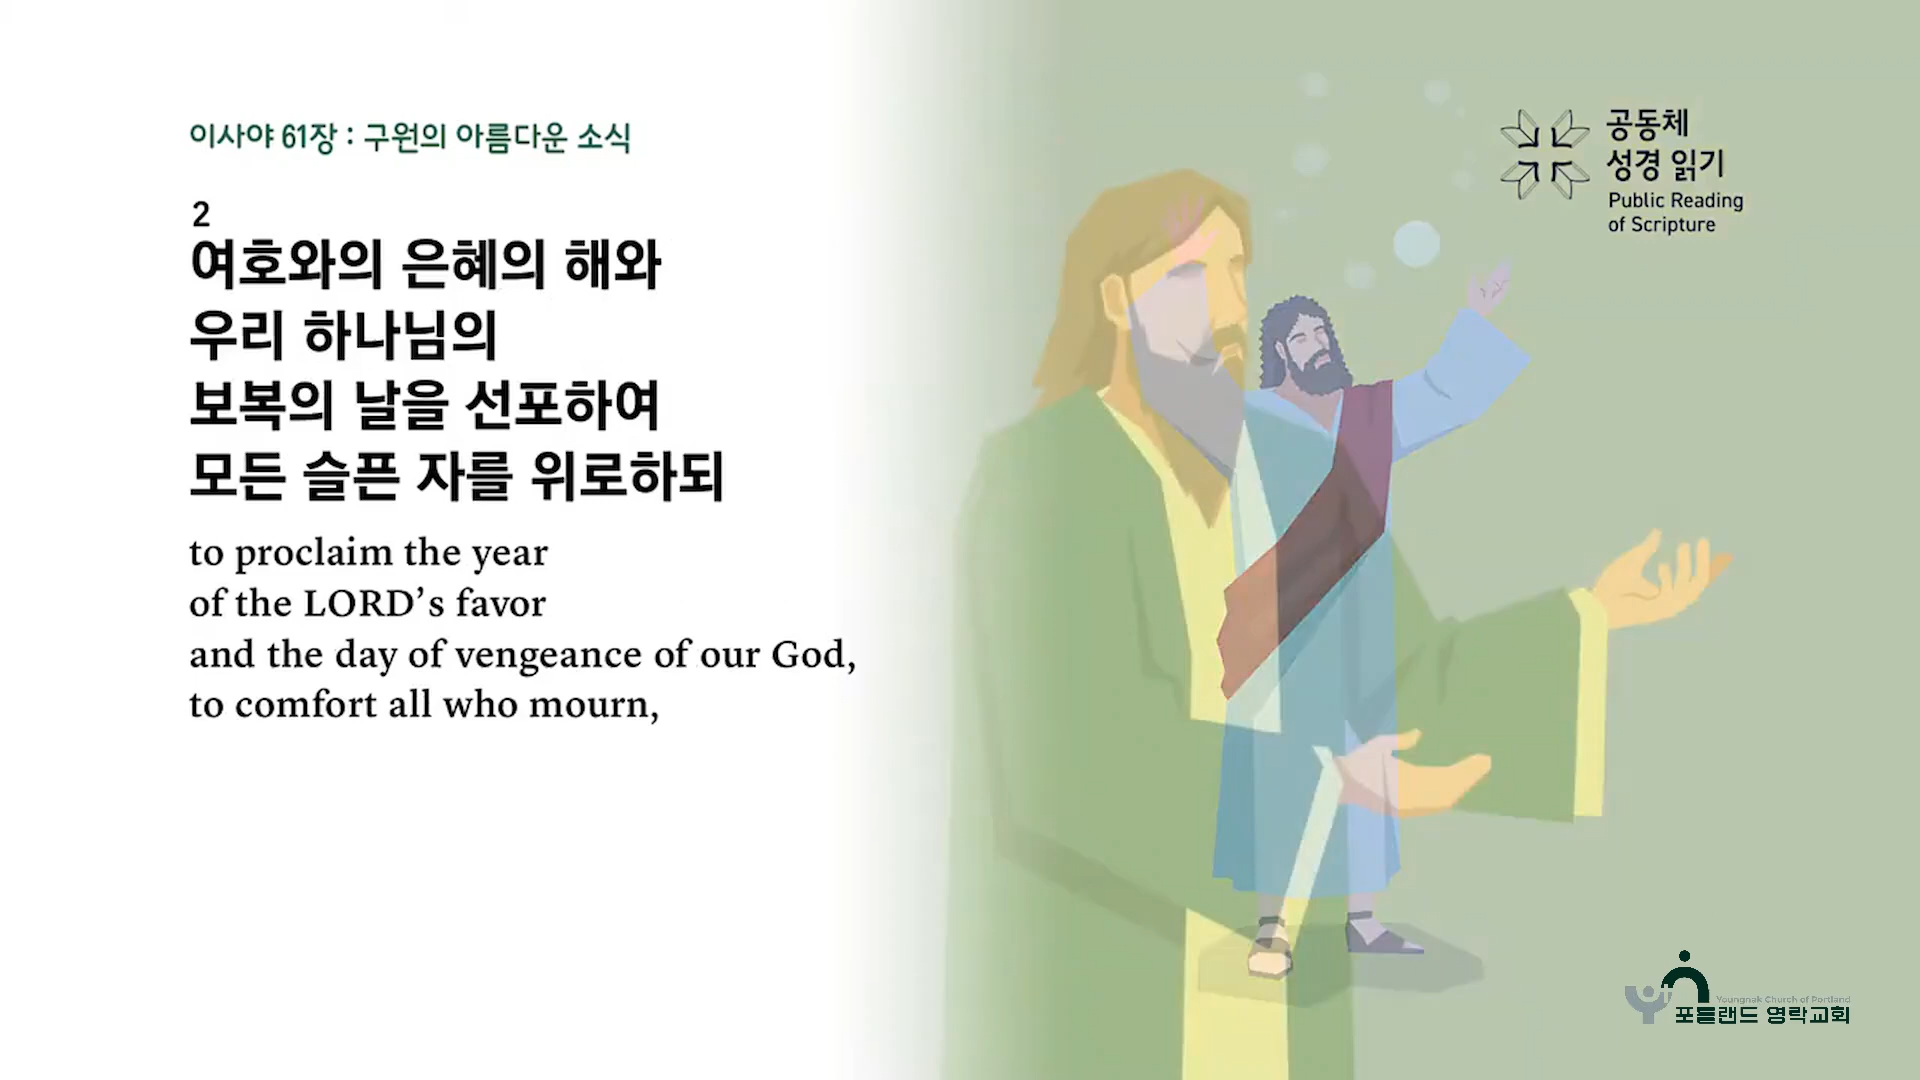 이사야 61장 : 구원의 아름다운 소식
2
여호와의 은혜의 해와
우리 하나님의
보복의 날을 선포하여
모든 슬픈 자를 위로하되
to proclaim the year
of the LORD’s favor
and the day of vengeance of our God,
to comfort all who mourn,
공동체
성경 읽기
Public Reading
of Scripture
Youngnak Church of Portland
포틀랜드 영락교회